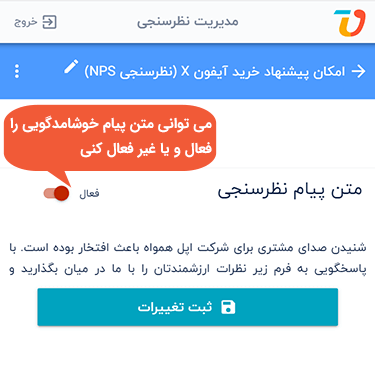 مدیریت نظرسنجی
خروج
امکان پیشنهاد خرید آیفون X (نظرسنجی NPS)
می توانی متن پیام خوشامدگویی را
فعال و یا غیر فعال کنی
فعال
متن پیام نظرسنجی
شنیدن صدای مشتری برای شرکت اپل همواه باعث افتخار بوده است. با
پاسخگویی به فرم زیر نظرات ارزشمندتان را با ما در میان بگذارید و
ثبت تغییرات